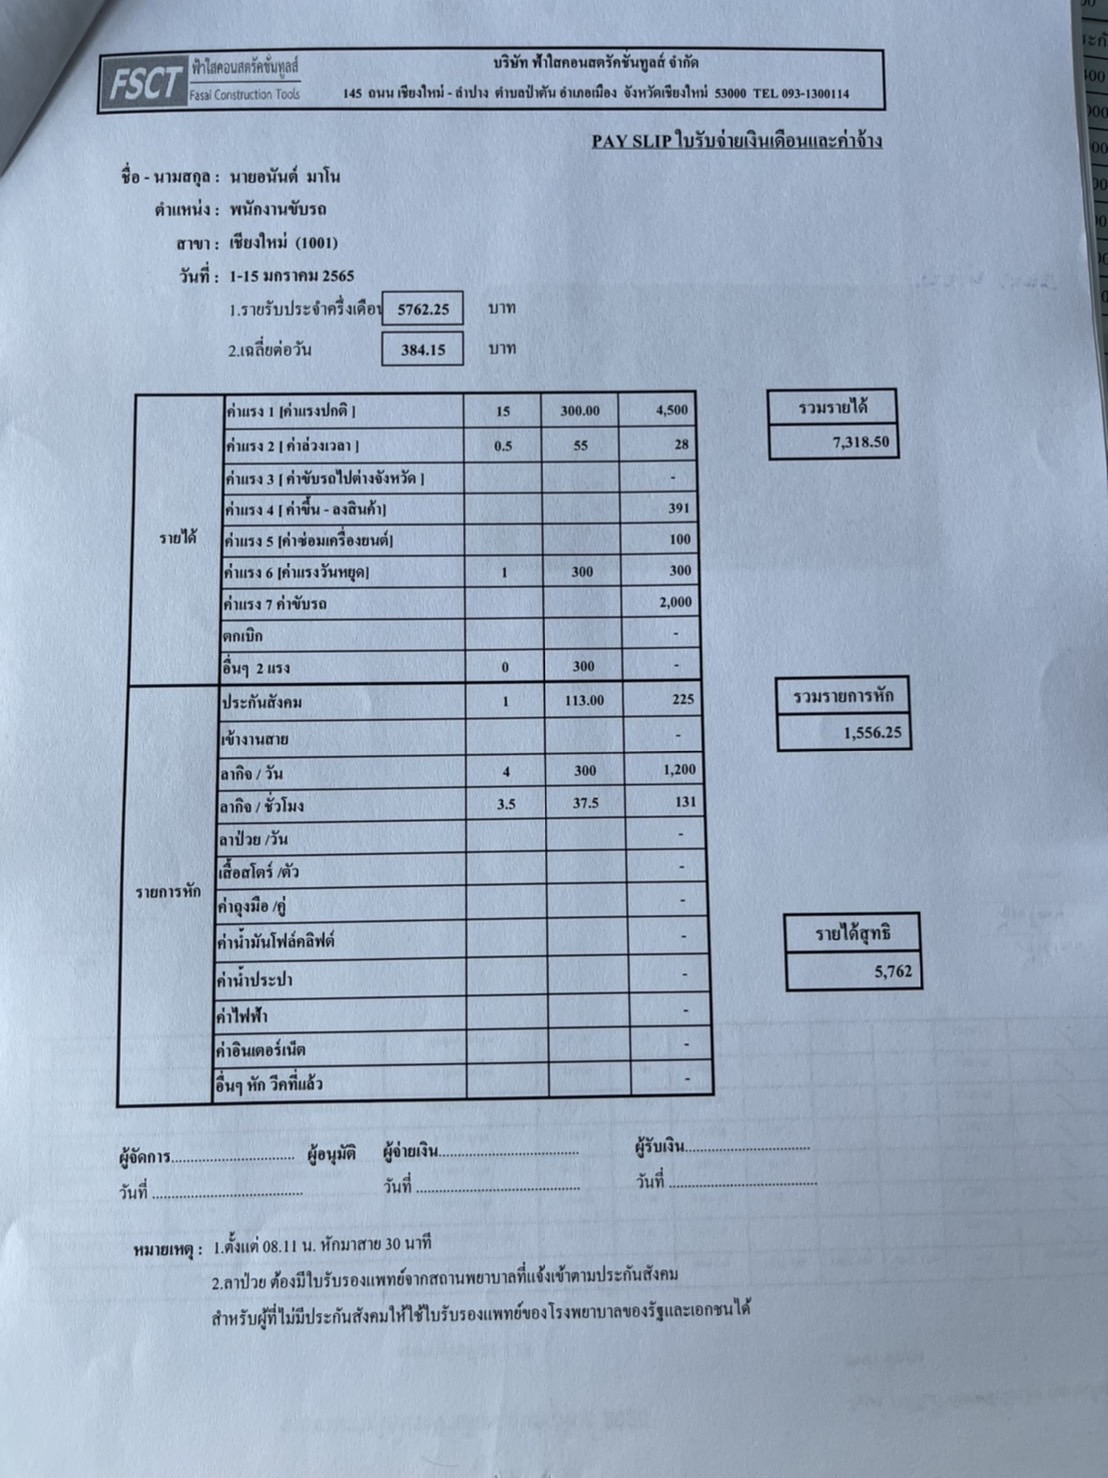 FSCT ฟ้าใสคอนสตรัคชั่นทูลส์
Fasai Construction Tools
บริษัท ฟ้าใสคอนสตรัคชั่นทูลส์ จำกัด
145 ถนน เชียงใหม่ - ลำปาง ตำบลป่าตัน อำเภอเมือง จังหวัดเชียงใหม่ 53000 TEL 093-1300114
PAY SLIP ใบรับจ่ายเงินเดือนและค่าจ้าง
ชื่อ - นามสกุล : นายอนันต์ มาโน
ตำแหน่ง : พนักงานขับรถ
สาขา : เชียงใหม่ (1001)
วันที่ : 1-15 มกราคม 2565
1.รายรับประจำครึ่งเดือน 5762.25 บาท
2.เฉลี่ยต่อวัน 384.15 บาท
รายได้
ค่าแรง 1 [ค่าแรงปกติ ] 15 300.00 4,500
ค่าแรง 2 [ ค่าล่วงเวลา ] 0.5 55 28
ค่าแรง 3 [ ค่าขับรถไปต่างจังหวัด ] -
ค่าแรง 4 [ ค่าขึ้น - ลงสินค้า] 391
ค่าแรง 5 [ค่าซ่อมเครื่องยนต์] 100
ค่าแรง 6 [ค่าแรงวันหยุด] 1 300 300
ค่าแรง 7 ค่าขับรถ 2,000
ตกเบิก -
อื่นๆ 2 แรง 0 300 -
รวมรายได้
7,318.50
รายการหัก
ประกันสังคม 1 113.00 225
เข้างานสาย -
ลากิจ / วัน 4 300 1,200
ลากิจ / ชั่วโมง 3.5 37.5 131
ลาป่วย /วัน -
เสื้อสโตร์ /ตัว -
ค่าถุงมือ /คู่ -
ค่าน้ำมันโฟล์คลิฟต์ -
ค่าน้ำประปา -
ค่าไฟฟ้า -
ค่าอินเตอร์เน็ต -
อื่นๆ หัก วีคที่แล้ว -
รวมรายการหัก
1,556.25
รายได้สุทธิ
5,762
ผู้จัดการ............................... ผู้อนุมัติ ผู้จ่ายเงิน................................... ผู้รับเงิน................................
วันที่ ...................................... วันที่ .......................................... วันที่ ......................................
หมายเหตุ : 1.ตั้งแต่ 08.11 น. หักมาสาย 30 นาที
2.ลาป่วย ต้องมีใบรับรองแพทย์จากสถานพยาบาลที่แจ้งเข้าตามประกันสังคม
สำหรับผู้ที่ไม่มีประกันสังคมให้ใช้ใบรับรองแพทย์ของโรงพยาบาลของรัฐและเอกชนได้